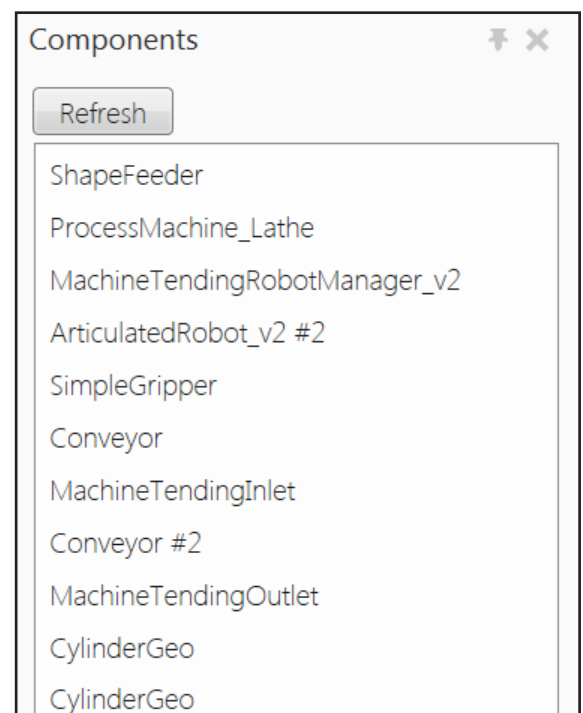 Components
Refresh
ShapeFeeder
ProcessMachine_Lathe
MachineTendingRobotManager_v2
ArticulatedRobot_v2 #2
SimpleGripper
Conveyor
MachineTendingInlet
Conveyor #2
MachineTendingOutlet
CylinderGeo
CylinderGeo